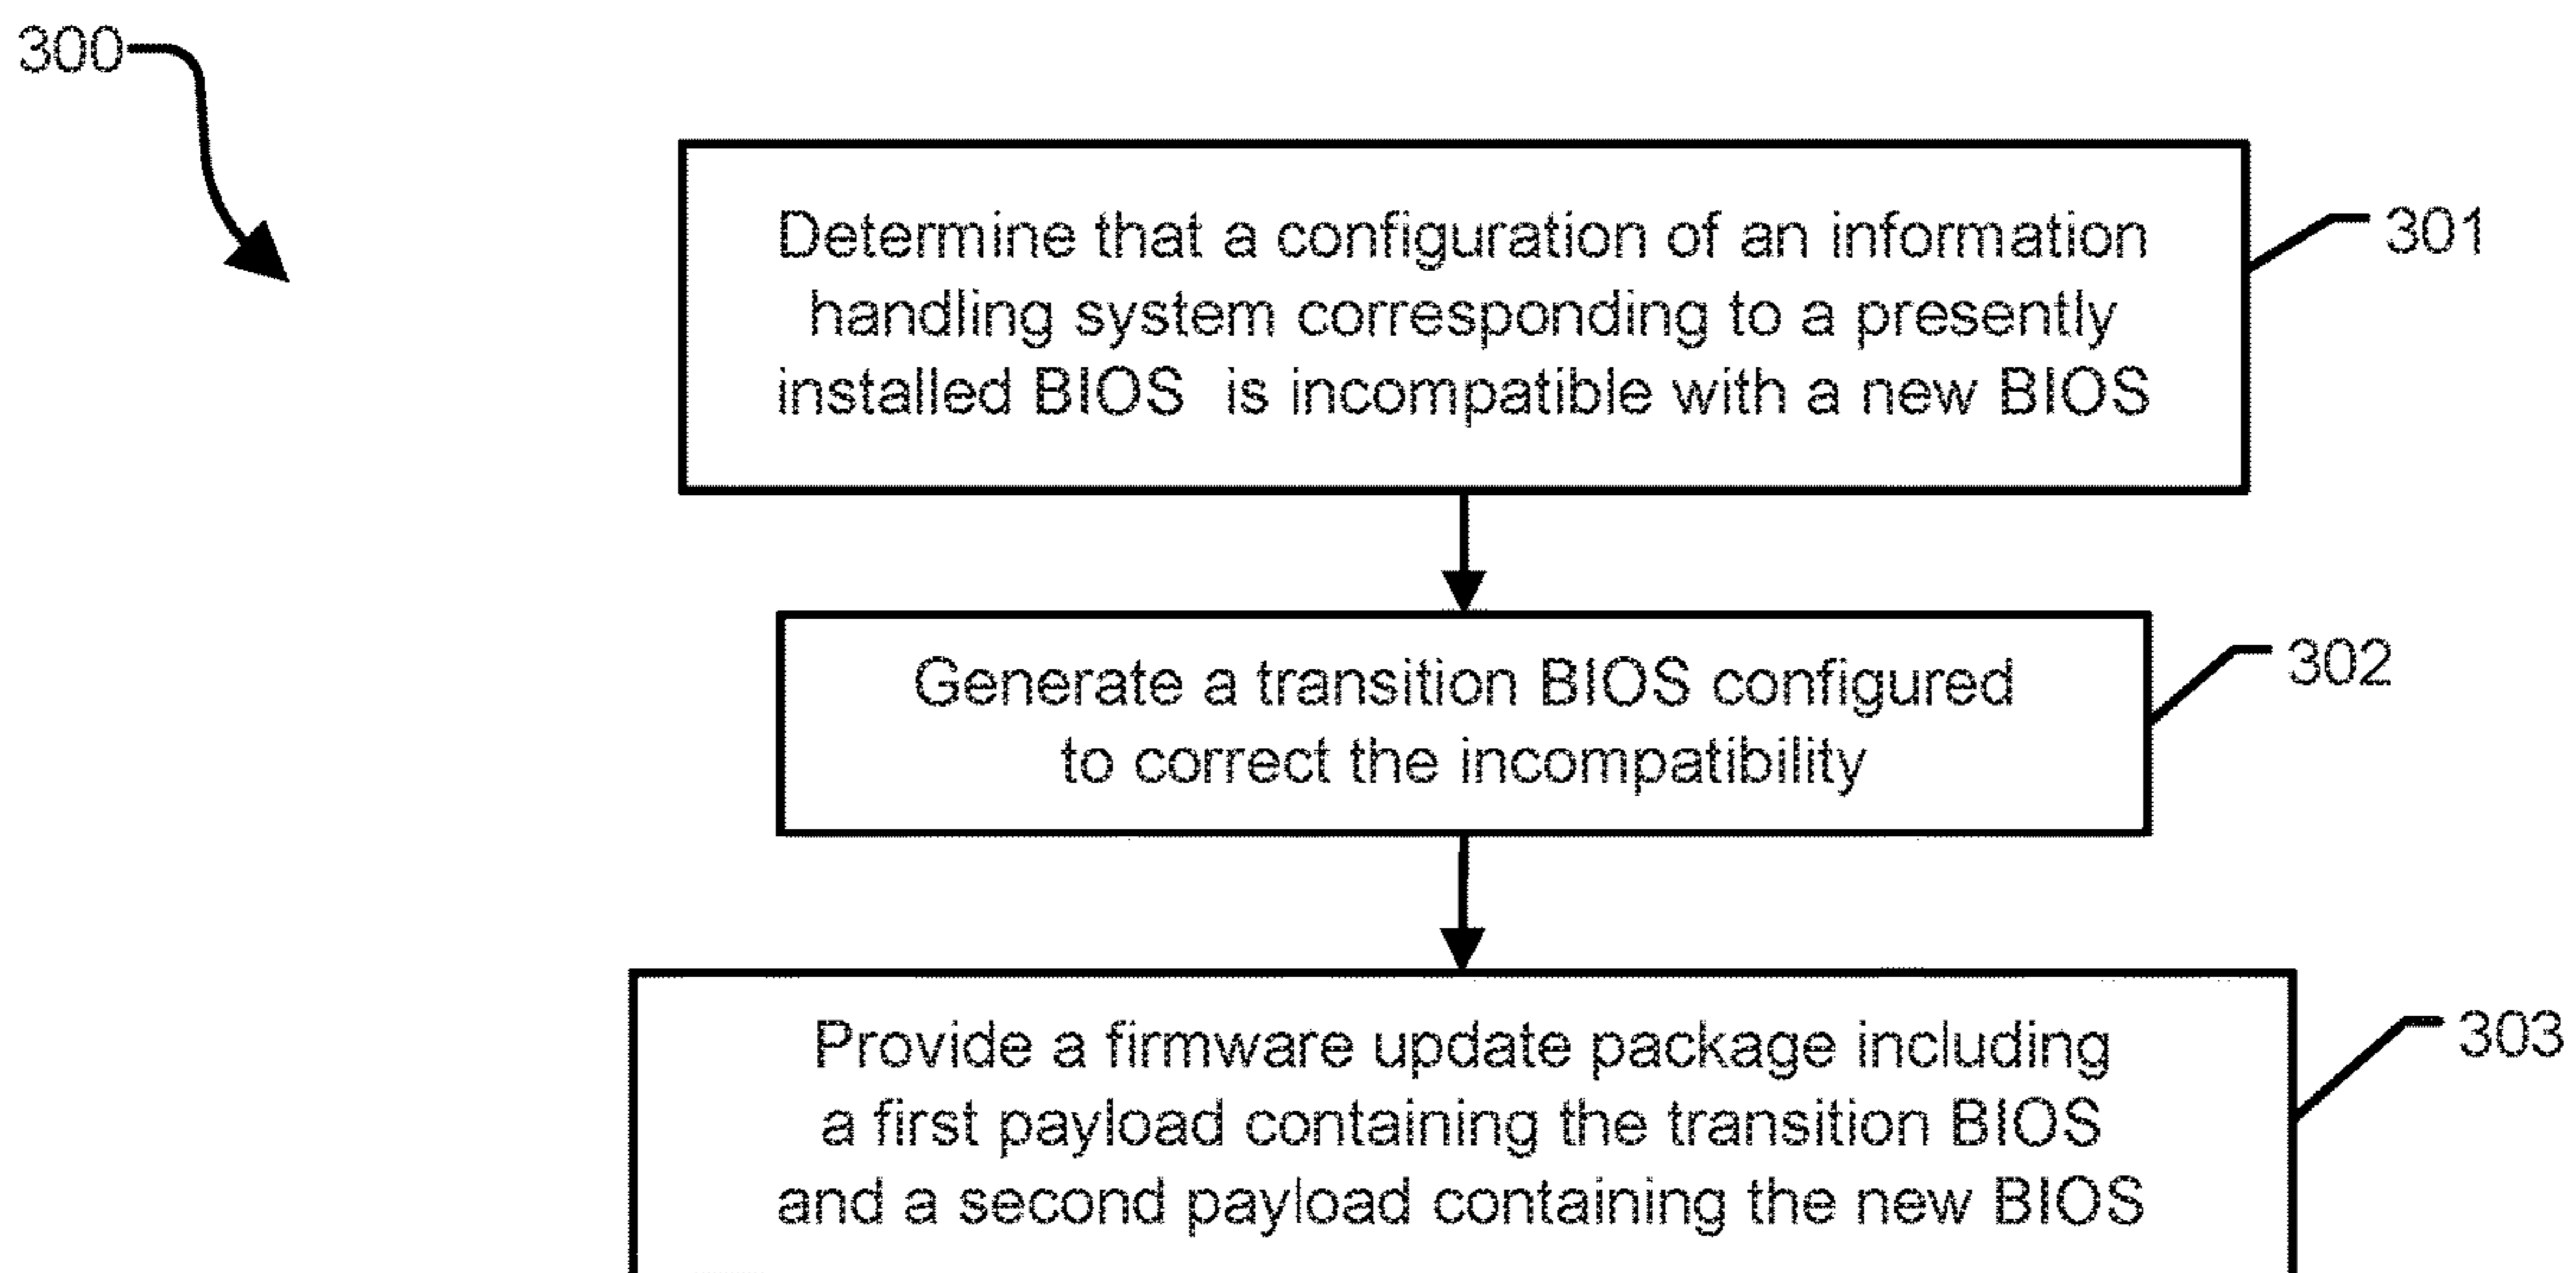 300
Determine that a configuration of an information
handling system corresponding to a presently
installed BIOS is incompatible with a new BIOS
301
Generate a transition BIOS configured
to correct the incompatibility
302
Provide a firmware update package including
a first payload containing the transition BIOS
and a second payload containing the new BIOS
303